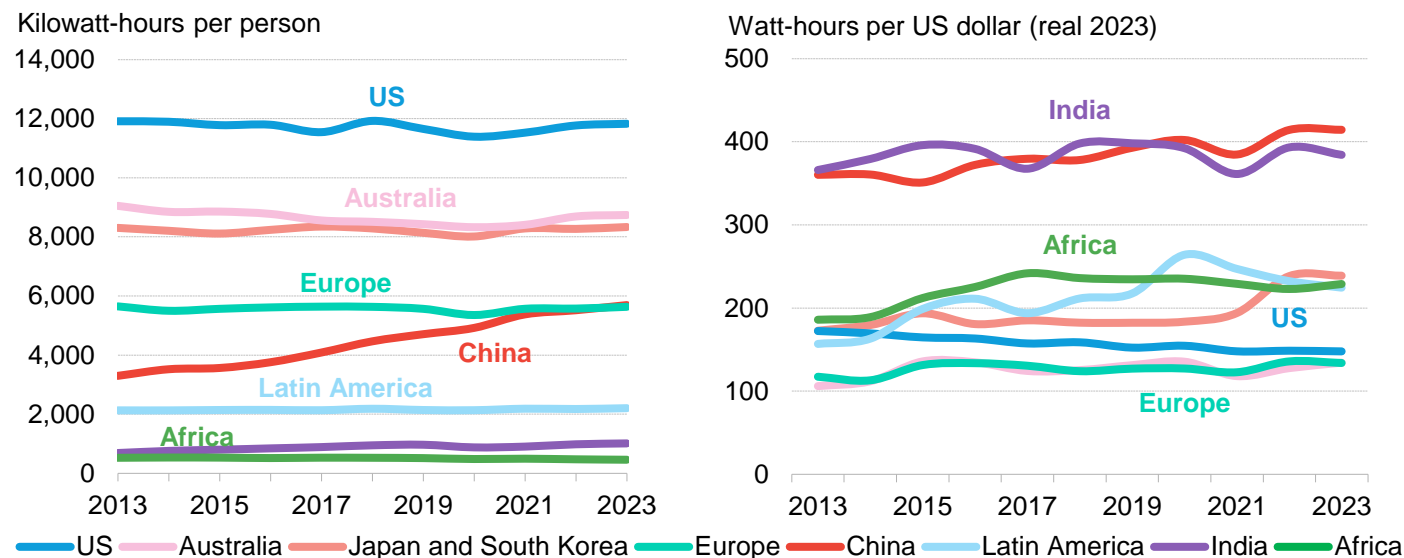 Kilowatt-hours per person
14,000
12,000
10,000
8,000
6,000
4,000
2,000
0
US
Australia
Europe
China
Latin America
Africa
2013 2015 2017 2019 2021 2023
Watt-hours per US dollar (real 2023)
500
400
300
200
100
0
India
Africa
US
Europe
2013 2015 2017 2019 2021 2023
US Australia Japan and South Korea Europe China Latin America India Africa